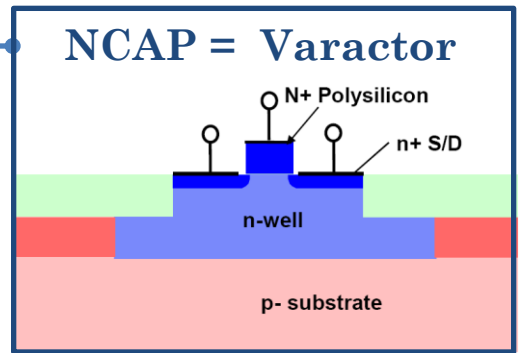 NCAP = Varactor
N+ Polysilicon
n+ S/D
n-well
p- substrate